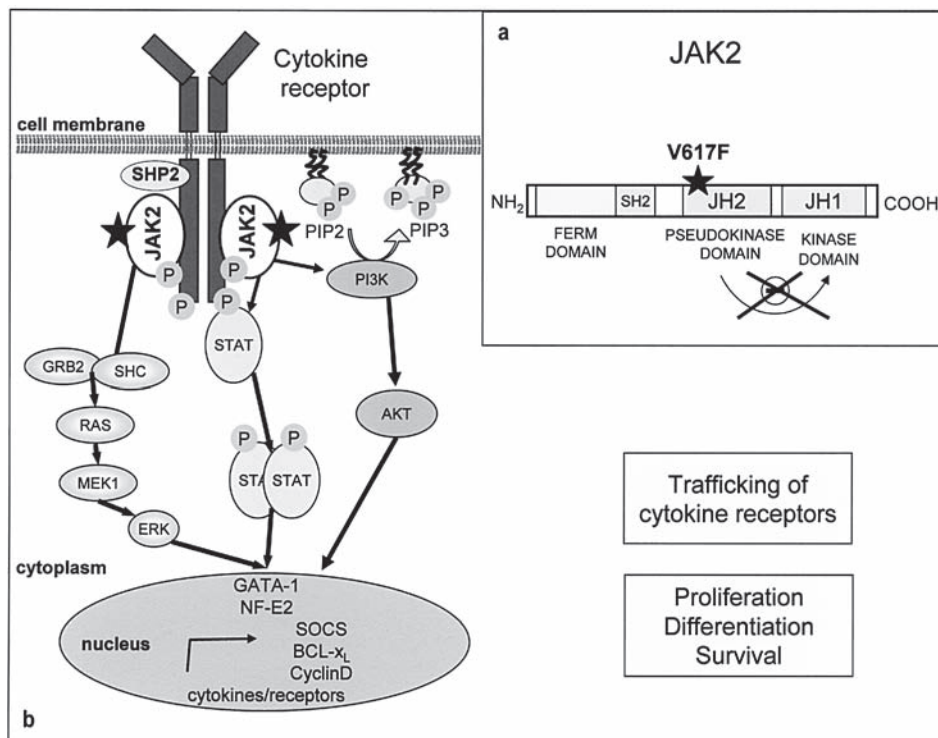 a
JAK2
V617F
NH2
SH2
JH2
JH1
COOH
FERM
DOMAIN
PSEUDOKINASE
DOMAIN
KINASE
DOMAIN
Cytokine
receptor
cell membrane
SHP2
JAK2
JAK2
P
P
P
P
P
P
PIP2
P
P
P
PIP3
PI3K
STAT
GRB2
SHC
RAS
MEK1
ERK
AKT
P
P
STAT
cytoplasm
GATA-1
NF-E2
nucleus
SOCS
BCL-xL
CyclinD
cytokines/receptors
b
Trafficking of
cytokine receptors
Proliferation
Differentiation
Survival